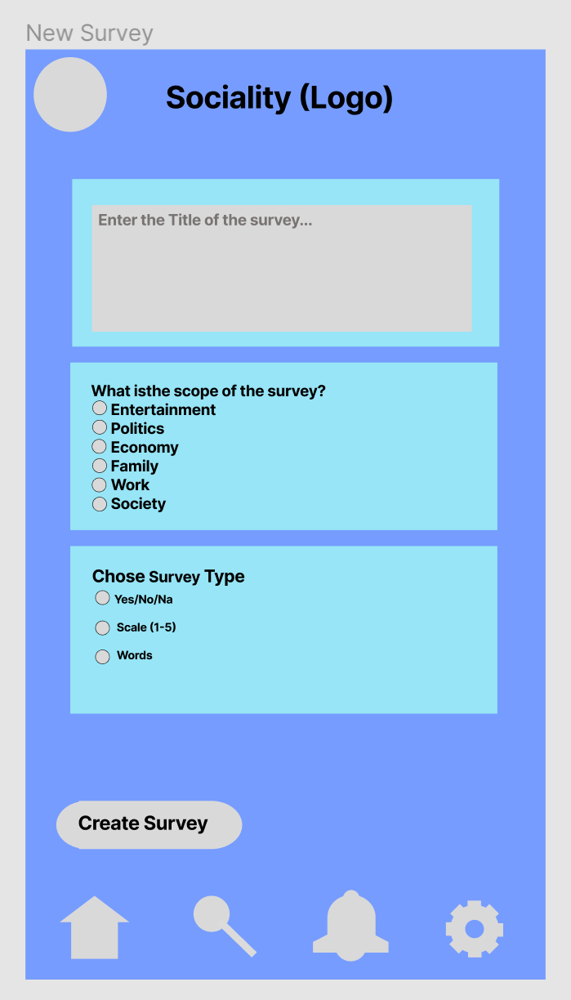 New Survey
Sociality (Logo)
Enter the Title of the survey...
What isthe scope of the survey?
Entertainment
Politics
Economy
Family
Work
Society
Chose Survey Type
Yes/No/Na
Scale (1-5)
Words
Create Survey